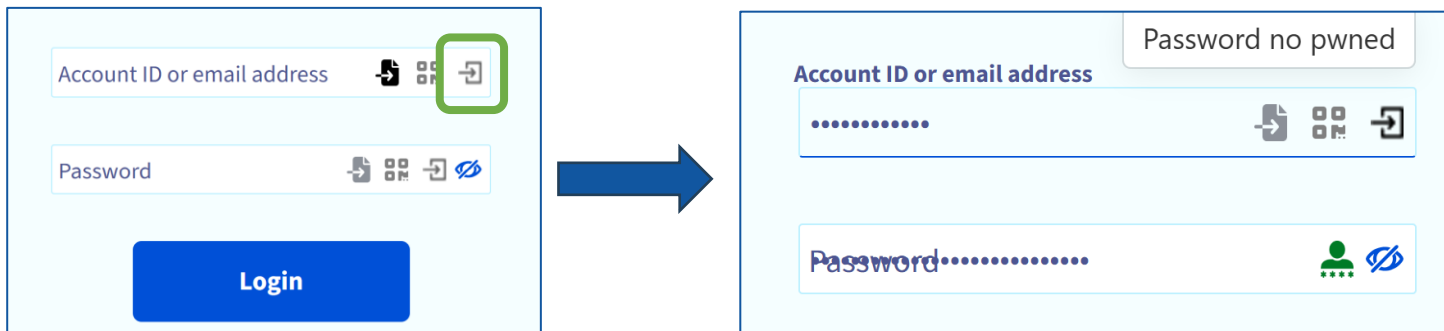 Account ID or email address
Password
Login
Password no pwned
Account ID or email address
••••••••••••
Password•••••••••••••